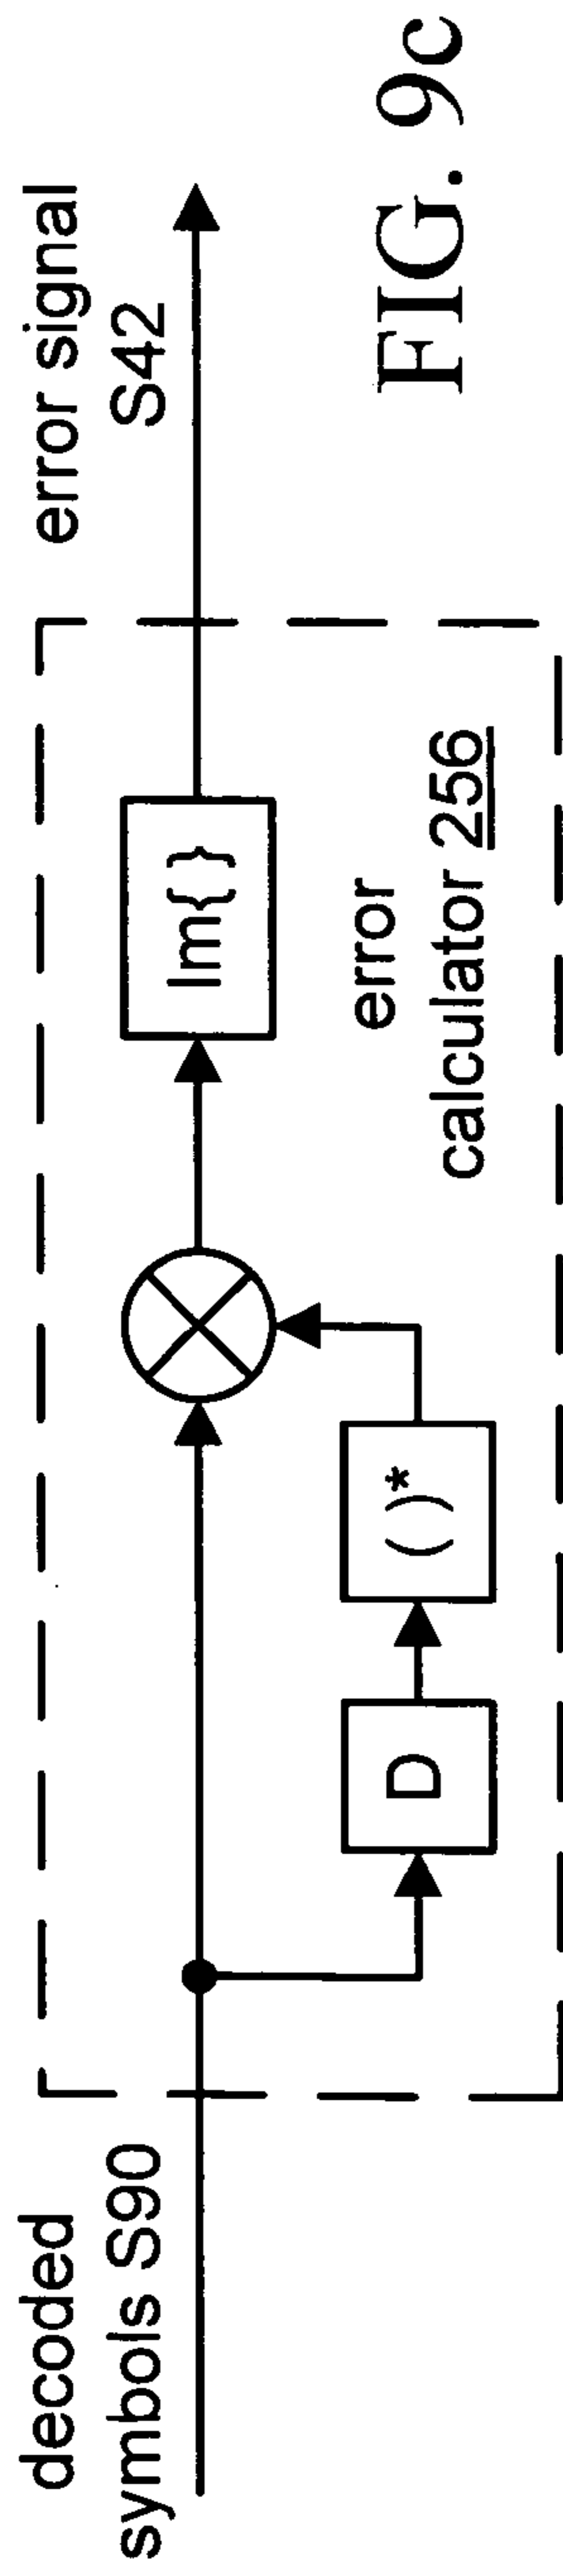 decoded
symbols S90
D
( )*
Im{ }
error
calculator 256
error signal
S42
FIG. 9c